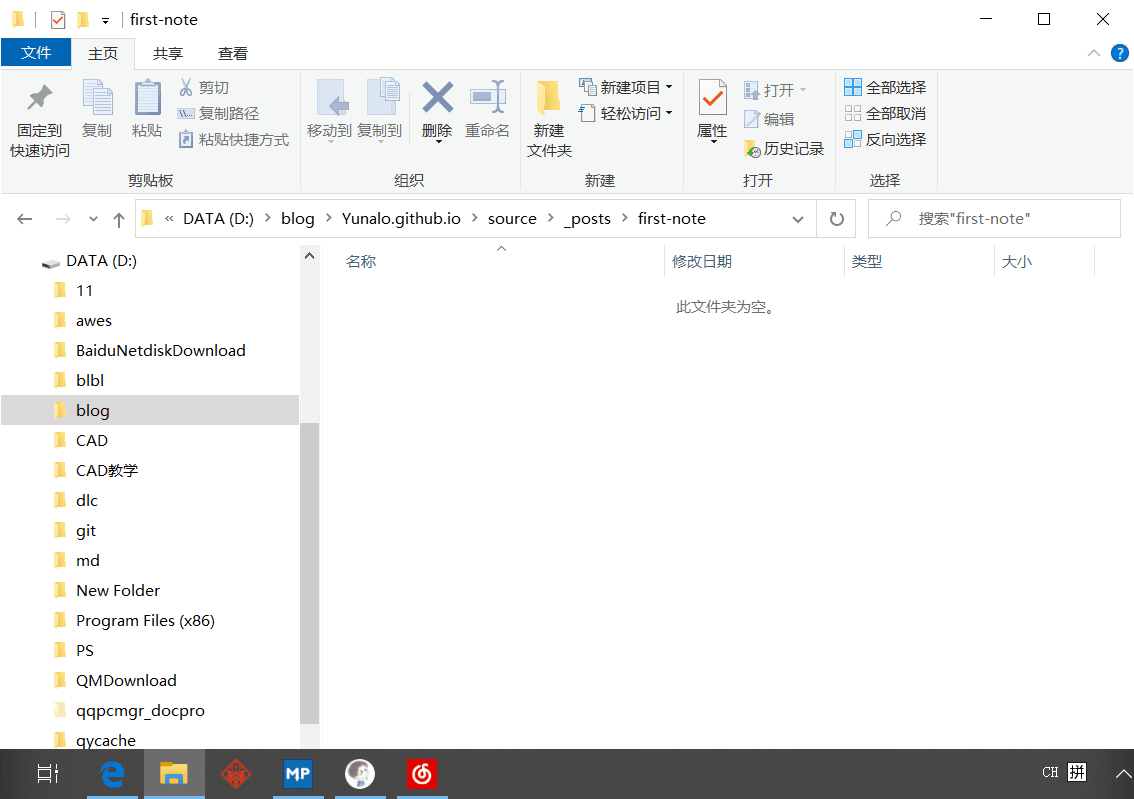 first-note
文件 主页 共享 查看
固定到
快速访问
复制
粘贴
剪切
复制路径
粘贴快捷方式
剪贴板
移动到 复制到 删除 重命名
组织
新建
文件夹
新建项目
轻松访问
新建
属性
打开
编辑
历史记录
打开
全部选择
全部取消
反向选择
选择
« DATA (D:) > blog > Yunalo.github.io > source > _posts > first-note
搜索"first-note"
名称 修改日期 类型 大小
此文件夹为空。
DATA (D:)
11
awes
BaiduNetdiskDownload
blbl
blog
CAD
CAD教学
dlc
git
md
New Folder
Program Files (x86)
PS
QMDownload
qqpcmgr_docpro
qycache
MP
CH 拼